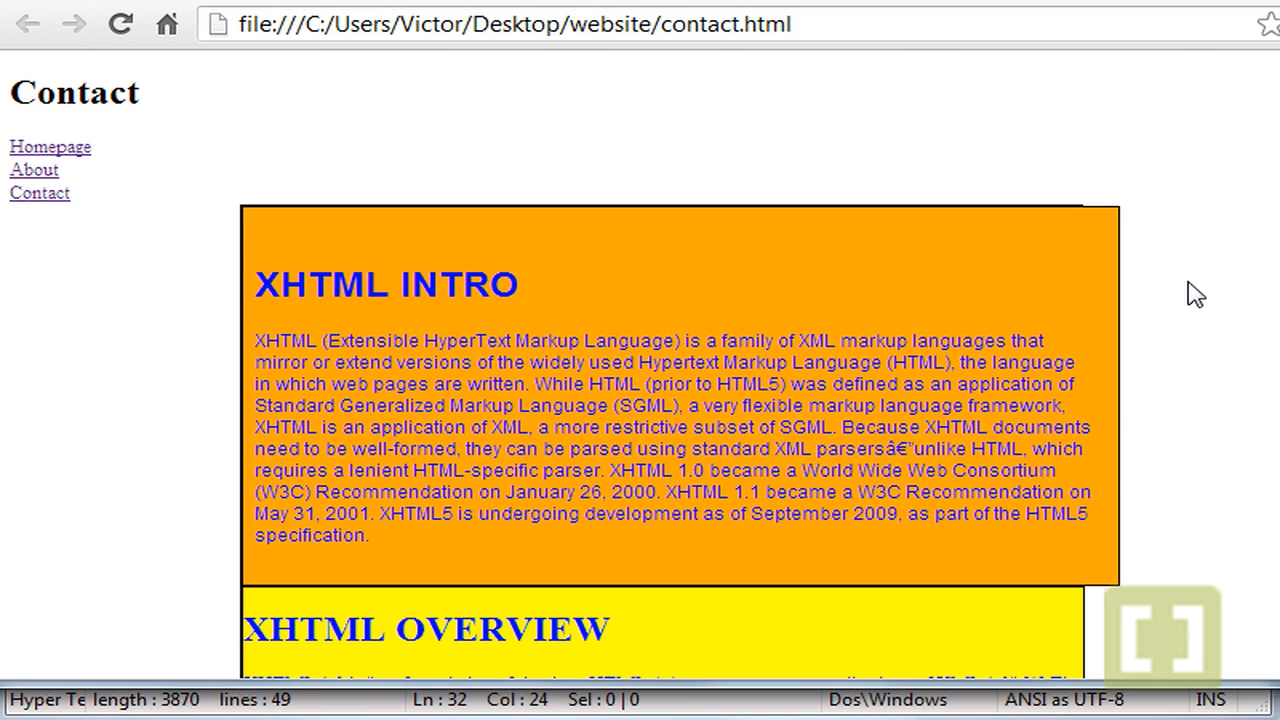 file:///C:/Users/Victor/Desktop/website/contact.html
Contact
Homepage
About
Contact
XHTML INTRO
XHTML (Extensible HyperText Markup Language) is a family of XML markup languages that
mirror or extend versions of the widely used Hypertext Markup Language (HTML), the language
in which web pages are written. While HTML (prior to HTML5) was defined as an application of
Standard Generalized Markup Language (SGML), a very flexible markup language framework,
XHTML is an application of XML, a more restrictive subset of SGML. Because XHTML documents
need to be well-formed, they can be parsed using standard XML parsersâ€”unlike HTML, which
requires a lenient HTML-specific parser. XHTML 1.0 became a World Wide Web Consortium
(W3C) Recommendation on January 26, 2000. XHTML 1.1 became a W3C Recommendation on
May 31, 2001. XHTML5 is undergoing development as of September 2009, as part of the HTML5
specification.
XHTML OVERVIEW
Hyper Te length : 3870 lines : 49 Ln : 32 Col : 24 Sel : 0 | 0 Dos\Windows ANSI as UTF-8 INS